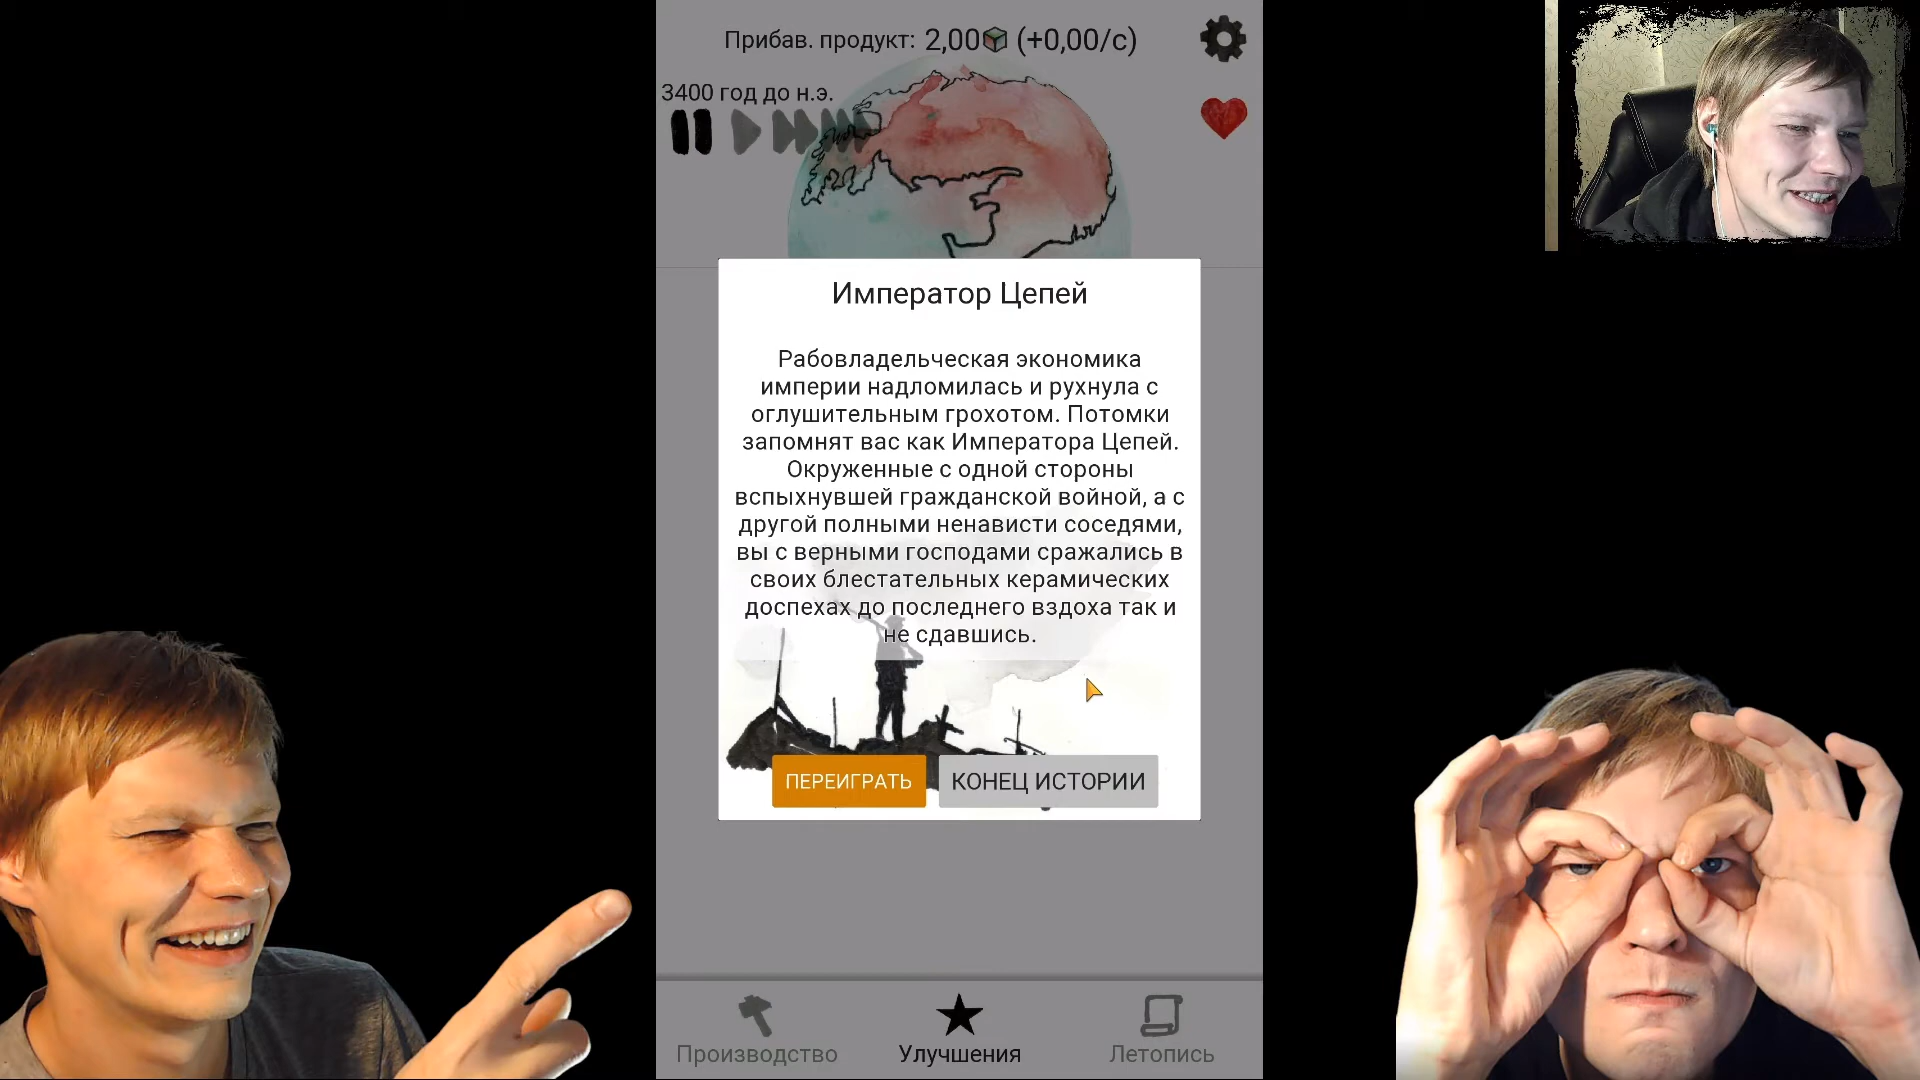 Прибав. продукт: 2,00 (+0,00/с)
3400 год до н.э.
Император Цепей
Рабовладельческая экономика
империи надломилась и рухнула с
оглушительным грохотом. Потомки
запомнят вас как Императора Цепей.
Окруженные с одной стороны
вспыхнувшей гражданской войной, а с
другой полными ненависти соседями,
вы с верными господами сражались в
своих блестательных керамических
доспехах до последнего вздоха так и
не сдавшись.
ПЕРЕИГРАТЬ
КОНЕЦ ИСТОРИИ
Производство
Улучшения
Летопись